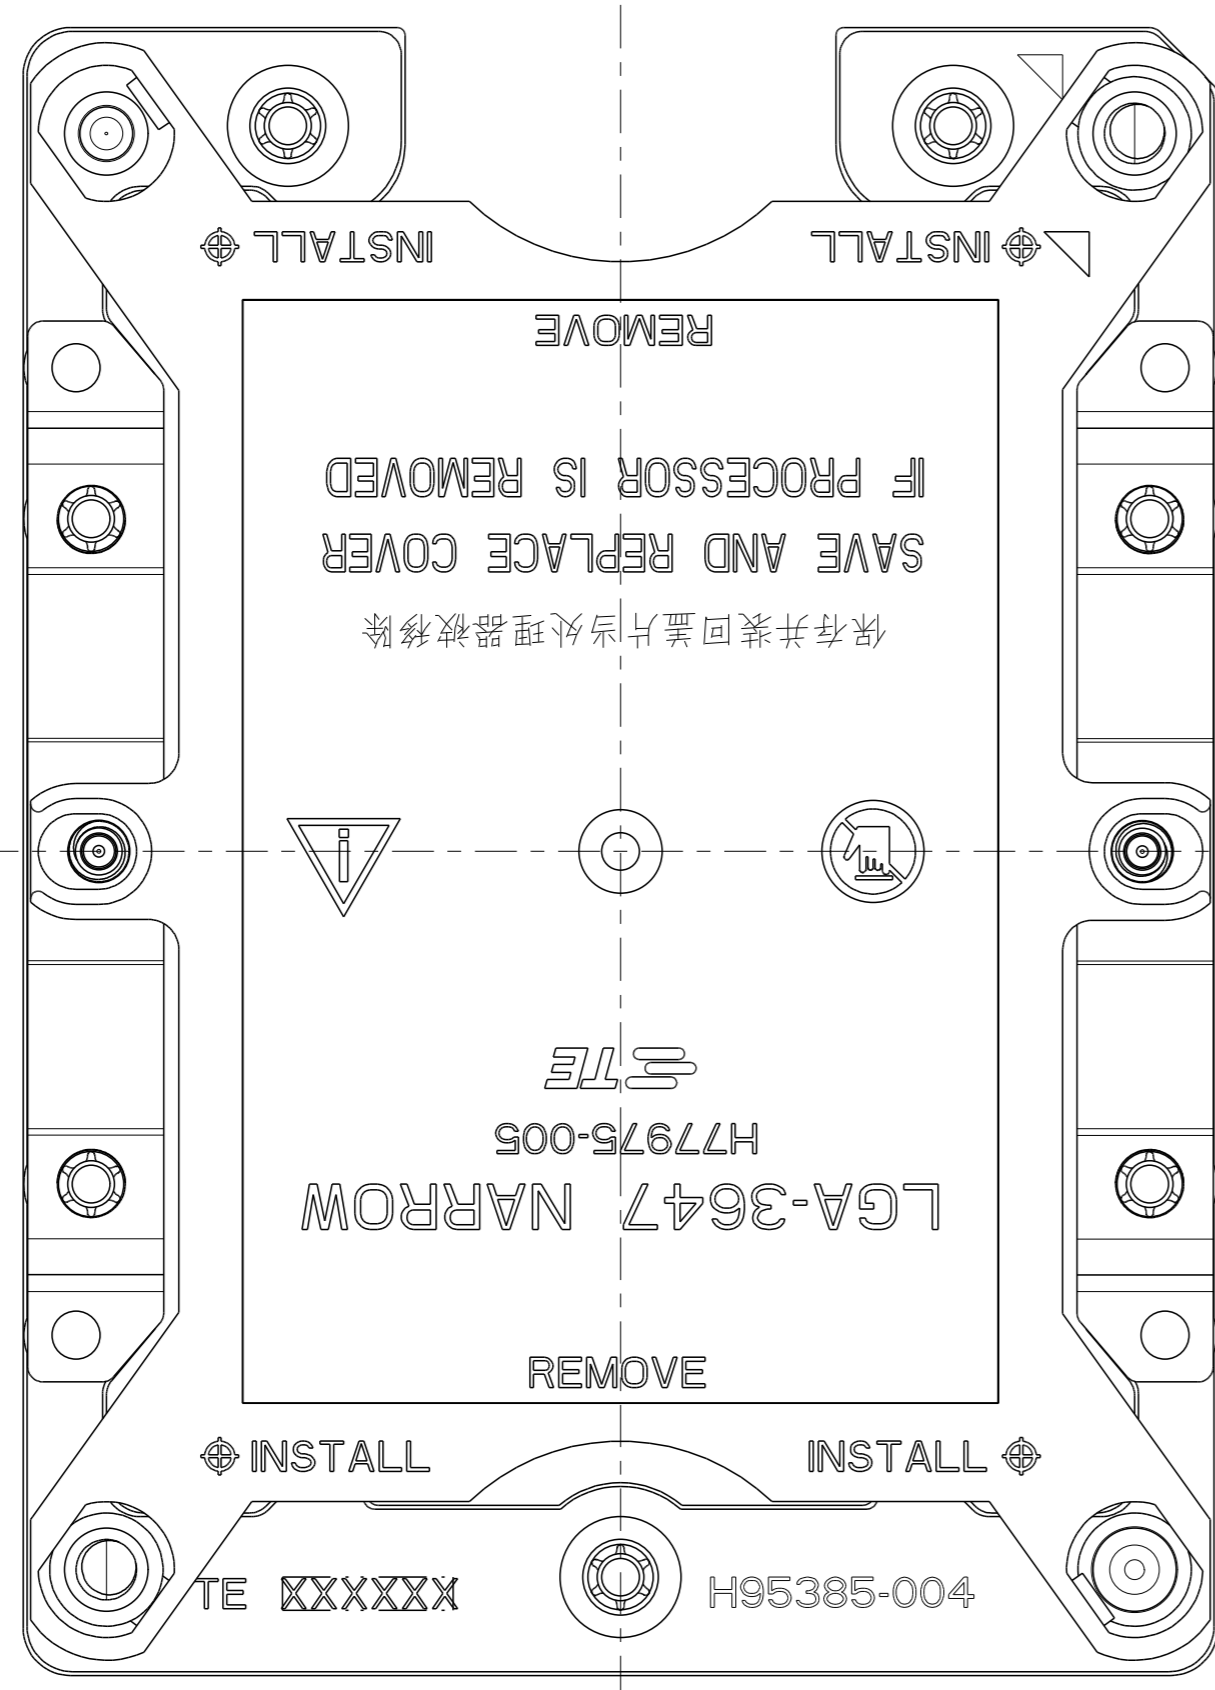 LGA-3647 NARROW
H77975-005
TE
保存并装回盖片当处理器被移除
SAVE AND REPLACE COVER
IF PROCESSOR IS REMOVED
REMOVE
INSTALL INSTALL
REMOVE
INSTALL INSTALL
TE XXXXXX H95385-004